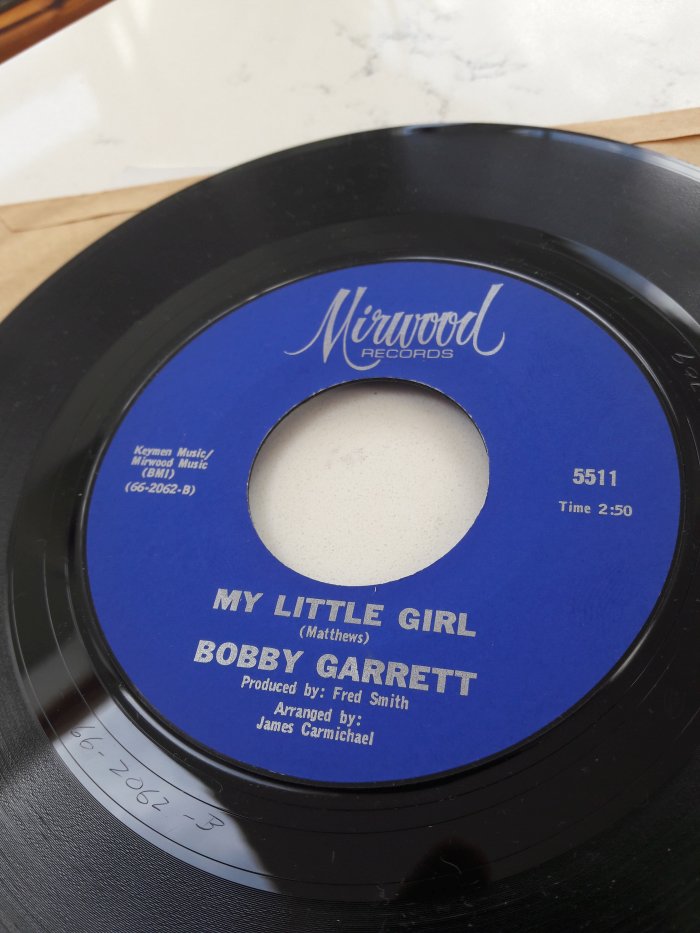 Mirwood
RECORDS
Keymen Music/
Mirwood Music
(BMI)
(66-2062-B)
5511
Time 2:50
MY LITTLE GIRL
(Matthews)
BOBBY GARRETT
Produced by: Fred Smith
Arranged by:
James Carmichael
66-2062-B